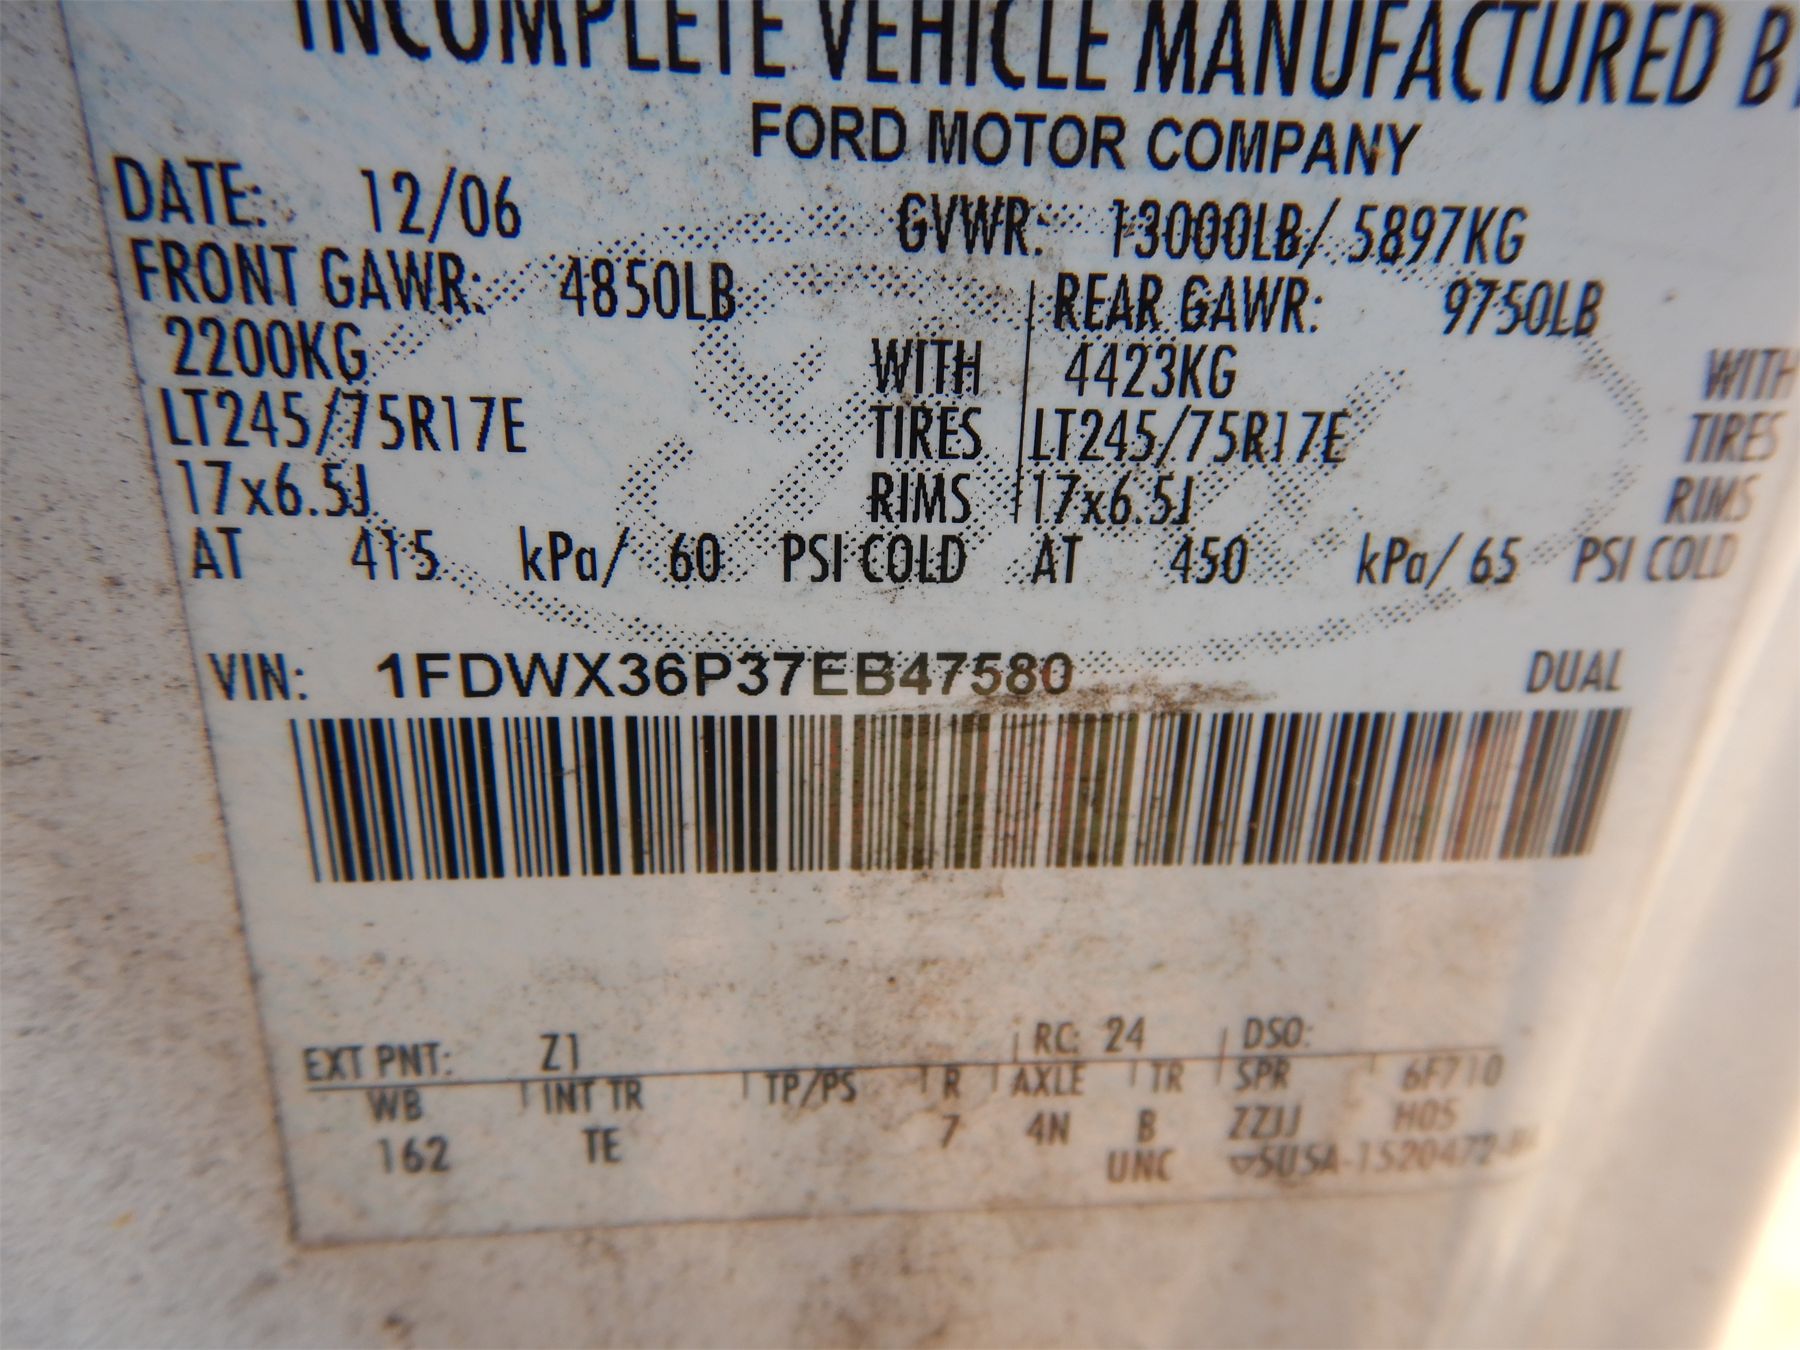 INCOMPLETE VEHICLE MANUFACTURED BY
FORD MOTOR COMPANY
DATE: 12/06 GVWR: 13000LB/ 5897KG
FRONT GAWR: 4850LB REAR GAWR: 9750LB
2200KG WITH 4423KG WITH
LT245/75R17E TIRES LT245/75R17E TIRES
17x6.5J RIMS 17x6.5J RIMS
AT 415 kPa/ 60 PSI COLD AT 450 kPa/ 65 PSI COLD
VIN: 1FDWX36P37EB47580 DUAL
EXT PNT: Z1 RC: 24 DSO:
WB INT TR TP/PS R AXLE TR SPR 6F710
162 TE 7 4N B ZZJJ H05
UNC